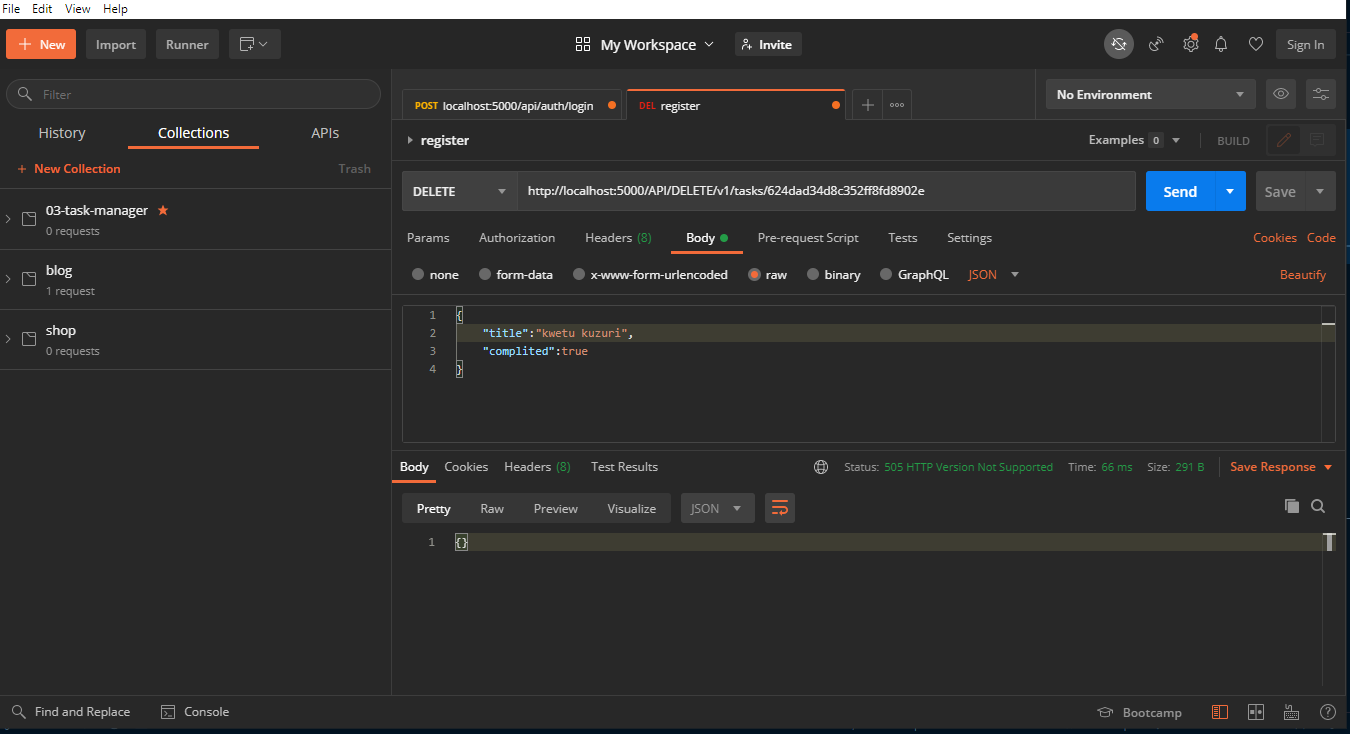 File Edit View Help
New Import Runner My Workspace Invite Sign In
Filter
History Collections APIs
+ New Collection Trash
03-task-manager
0 requests
blog
1 request
shop
0 requests
POST localhost:5000/api/auth/login DEL register No Environment
register Examples 0 BUILD
DELETE http://localhost:5000/API/DELETE/v1/tasks/624dad34d8c352ff8fd8902e Send Save
Params Authorization Headers (8) Body Pre-request Script Tests Settings Cookies Code
none form-data x-www-form-urlencoded raw binary GraphQL JSON Beautify
1 {
2 "title":"kwetu kuzuri",
3 "complited":true
4 }
Body Cookies Headers (8) Test Results Status: 505 HTTP Version Not Supported Time: 66 ms Size: 291 B Save Response
Pretty Raw Preview Visualize JSON
1 {}
Find and Replace Console Bootcamp